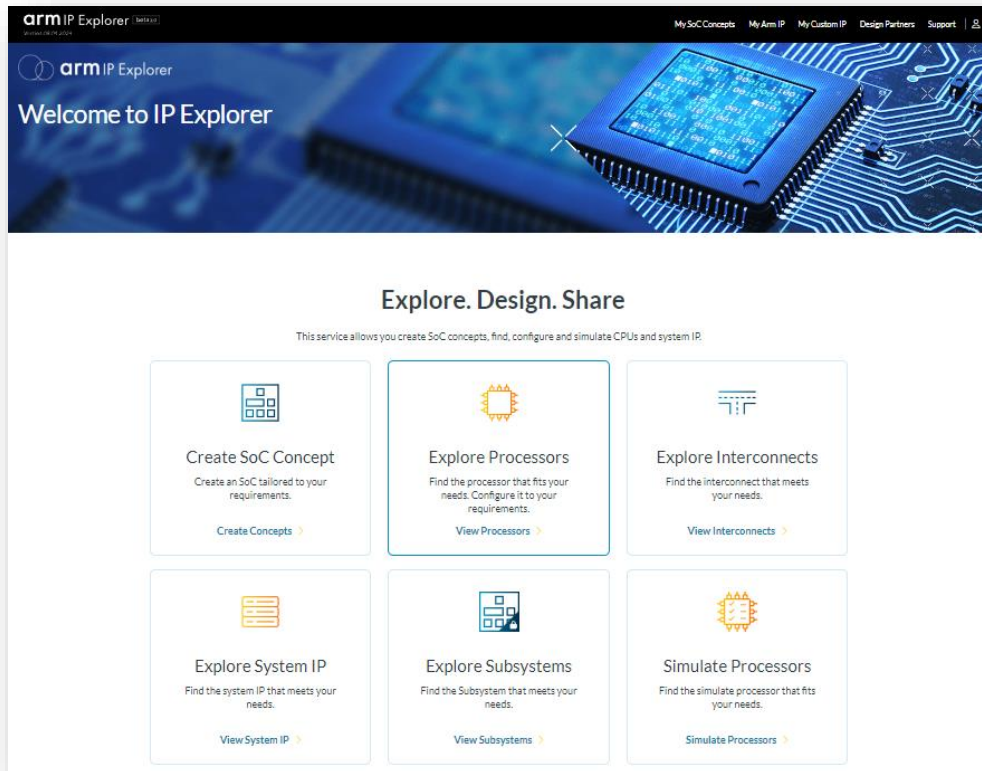 arm IP Explorer
My SoC Concepts My Arm IP My Custom IP Design Partners Support
arm IP Explorer
Welcome to IP Explorer
Explore. Design. Share
This service allows you create SoC concepts, find, configure and simulate CPUs and system IP.
Create SoC Concept
Create an SoC tailored to your
requirements.
Create Concepts >
Explore Processors
Find the processor that fits your
needs. Configure it to your
requirements.
View Processors >
Explore Interconnects
Find the interconnect that meets
your needs.
View Interconnects >
Explore System IP
Find the system IP that meets your
needs.
View System IP >
Explore Subsystems
Find the Subsystem that meets your
needs.
View Subsystems >
Simulate Processors
Find the simulate processor that fits
your needs.
Simulate Processors >